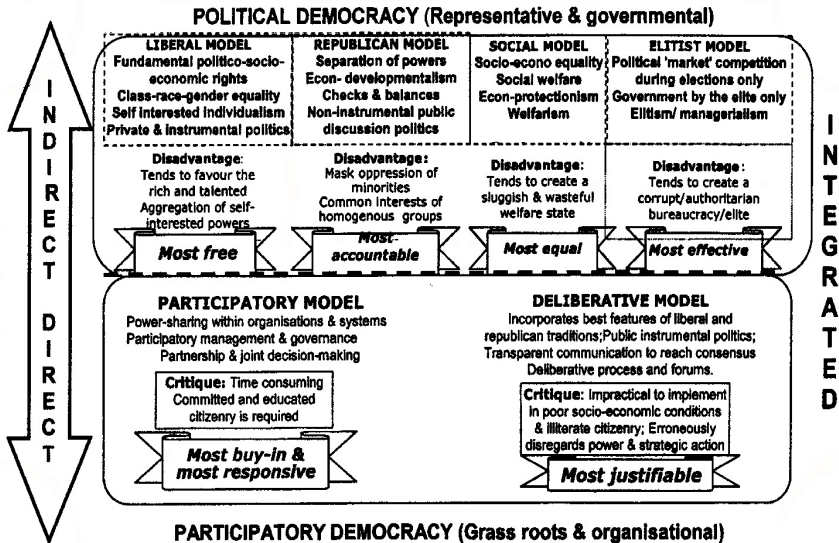 POLITICAL DEMOCRACY (Representative & governmental)
INDIRECT DIRECT
LIBERAL MODEL
Fundamental politico-socio-
economic rights
Class-race-gender equality
Self interested individualism
Private & instrumental politics
Disadvantage:
Tends to favour the
rich and talented
Aggregation of self-
interested powers
Most free
REPUBLICAN MODEL
Separation of powers
Econ- developmentalism
Checks & balances
Non-instrumental public
discussion politics
Disadvantage:
Mask oppression of
minorities
Common interests of
homogenous groups
Most
accountable
SOCIAL MODEL
Socio-econo equality
Social welfare
Econ-protectionism
Welfarism
Disadvantage:
Tends to create a
sluggish & wasteful
welfare state
Most equal
ELITIST MODEL
Political 'market' competition
during elections only
Government by the elite only
Elitism/ managerialism
Disadvantage:
Tends to create a
corrupt/authoritarian
bureaucracy/elite
Most effective
INTEGRATED
PARTICIPATORY MODEL
Power-sharing within organisations & systems
Participatory management & governance
Partnership & joint decision-making
Critique: Time consuming
Committed and educated
citizenry is required
Most buy-in &
most responsive
DELIBERATIVE MODEL
Incorporates best features of liberal and
republican traditions;Public instrumental politics;
Transparent communication to reach consensus
Deliberative process and forums.
Critique: Impractical to implement
in poor socio-economic conditions
& illiterate citizenry; Erroneously
disregards power & strategic action
Most justifiable
PARTICIPATORY DEMOCRACY (Grass roots & organisational)